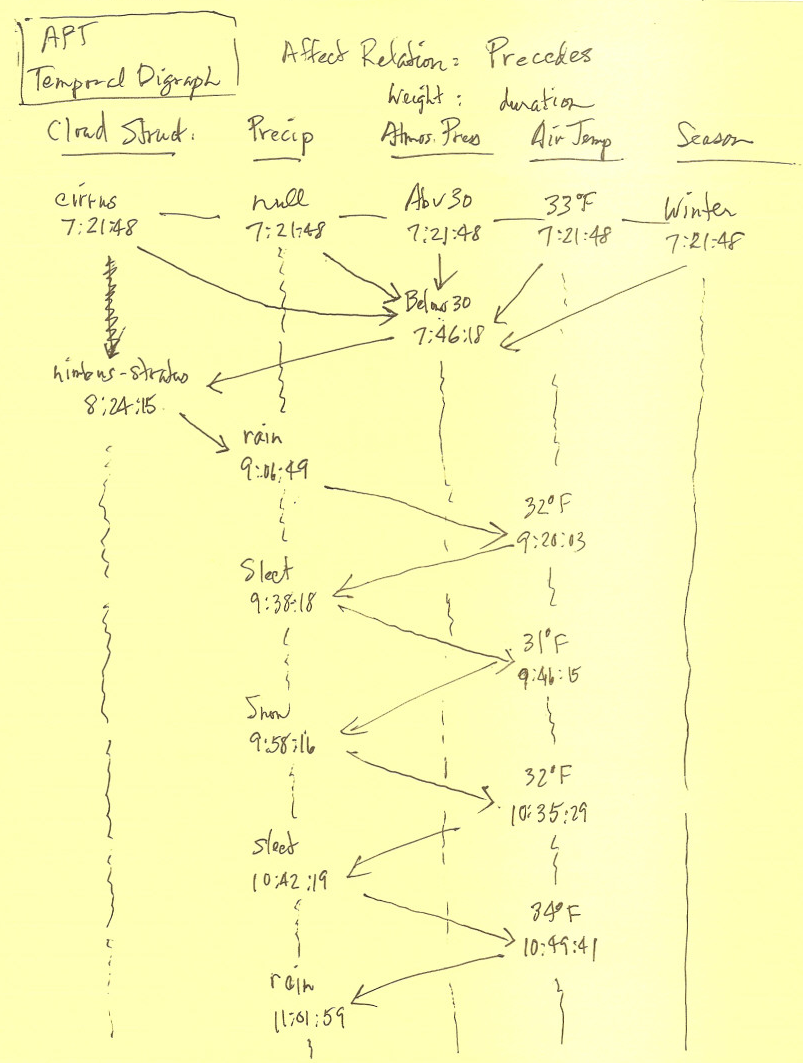 APT
Temporal Digraph
Affect Relation: Precedes
Weight: duration
Cloud Struct. Precip Atmos. Press Air Temp Season
cirrus null Abv 30 33°F Winter
7:21:48 7:21:48 7:21:48 7:21:48 7:21:48
Below 30
7:46:18
nimbus-stratus
8:24:15
rain
9:06:49
32°F
9:20:03
Sleet
9:38:18
31°F
9:46:15
Snow
9:58:16
32°F
10:35:29
Sleet
10:42:19
34°F
10:49:41
rain
11:01:59